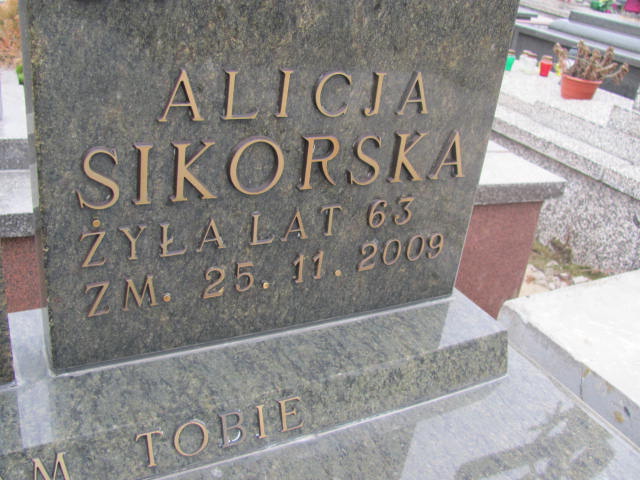 ALICJA
SIKORSKA
ŻYŁA LAT 63
ZM. 25. 11. 2009
TOBIE